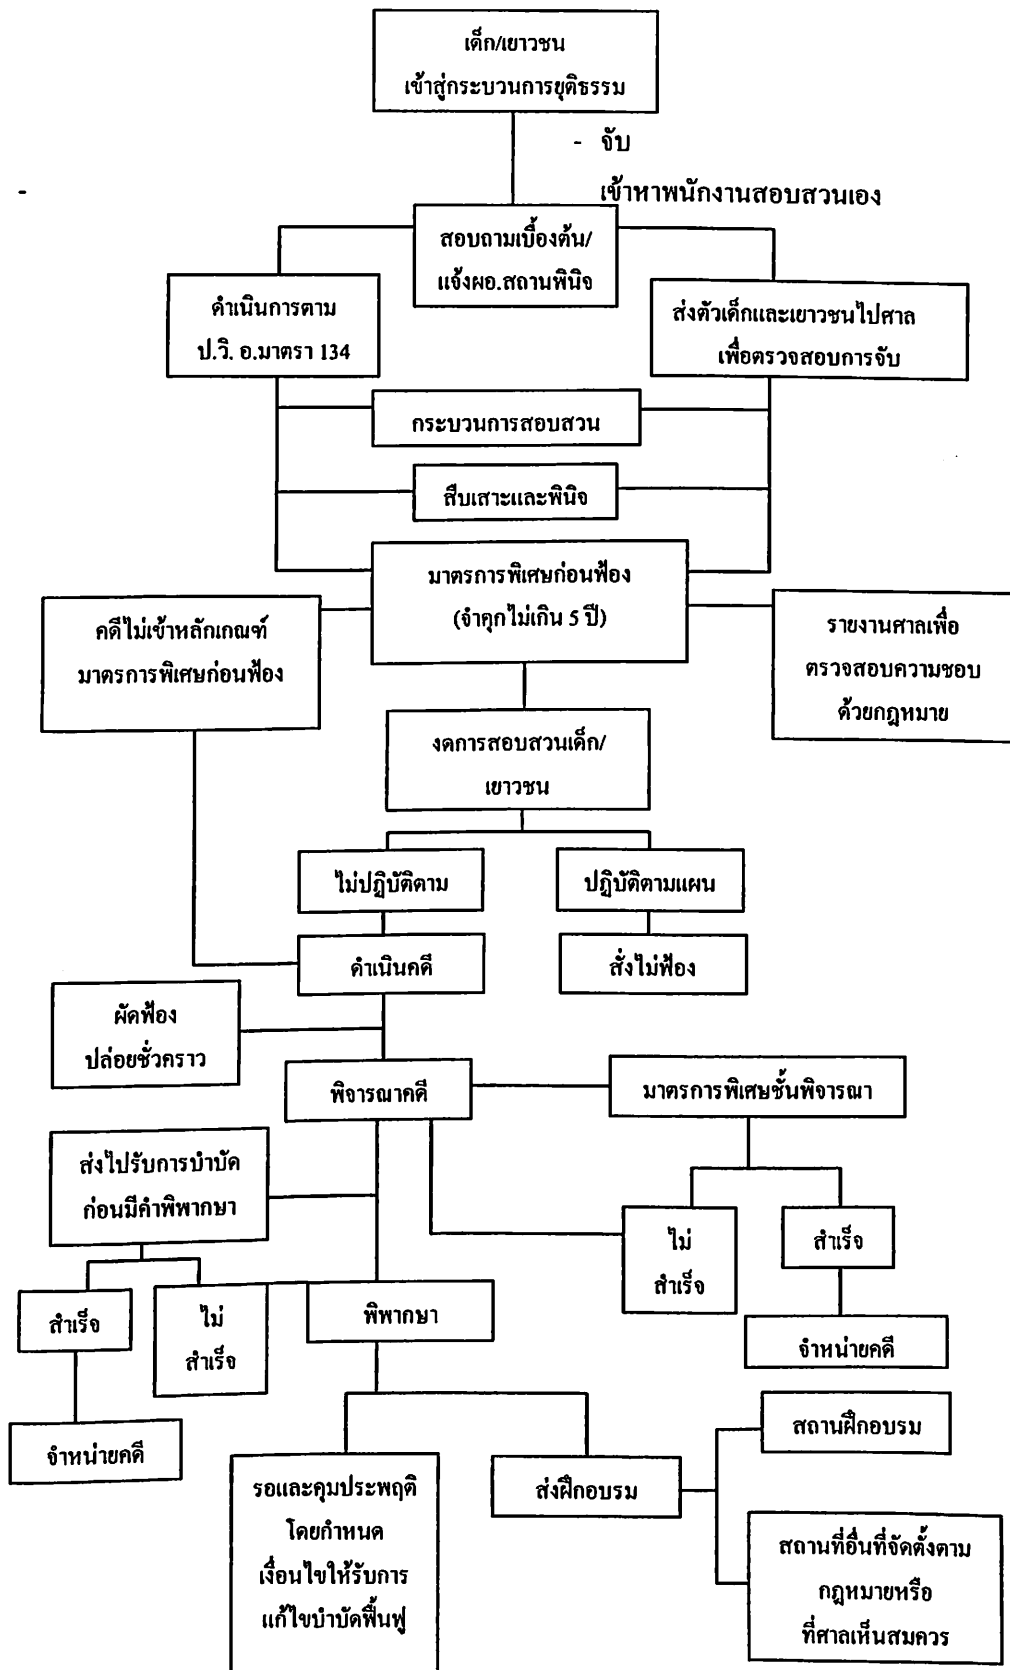 เด็ก/เยาวชน
เข้าสู่กระบวนการยุติธรรม
- จับ
-
เข้าหาพนักงานสอบสวนเอง
สอบถามเบื้องต้น/
แจ้งผอ.สถานพินิจ
ดำเนินการตาม
ป.วิ. อ.มาตรา 134
ส่งตัวเด็กและเยาวชนไปศาล
เพื่อตรวจสอบการจับ
กระบวนการสอบสวน
สืบเสาะและพินิจ
มาตรการพิเศษก่อนฟ้อง
(จำคุกไม่เกิน 5 ปี)
คดีไม่เข้าหลักเกณฑ์
มาตรการพิเศษก่อนฟ้อง
รายงานศาลเพื่อ
ตรวจสอบความชอบ
ด้วยกฎหมาย
งดการสอบสวนเด็ก/
เยาวชน
ไม่ปฏิบัติตาม
ปฏิบัติตามแผน
ดำเนินคดี
สั่งไม่ฟ้อง
ผัดฟ้อง
ปล่อยชั่วคราว
พิจารณาคดี
มาตรการพิเศษชั้นพิจารณา
ส่งไปรับการบำบัด
ก่อนมีคำพิพากษา
ไม่
สำเร็จ
สำเร็จ
สำเร็จ
ไม่
สำเร็จ
พิพากษา
จำหน่ายคดี
จำหน่ายคดี
รอและคุมประพฤติ
โดยกำหนด
เงื่อนไขให้รับการ
แก้ไขบำบัดฟื้นฟู
ส่งฝึกอบรม
สถานฝึกอบรม
สถานที่อื่นที่จัดตั้งตาม
กฎหมายหรือ
ที่ศาลเห็นสมควร